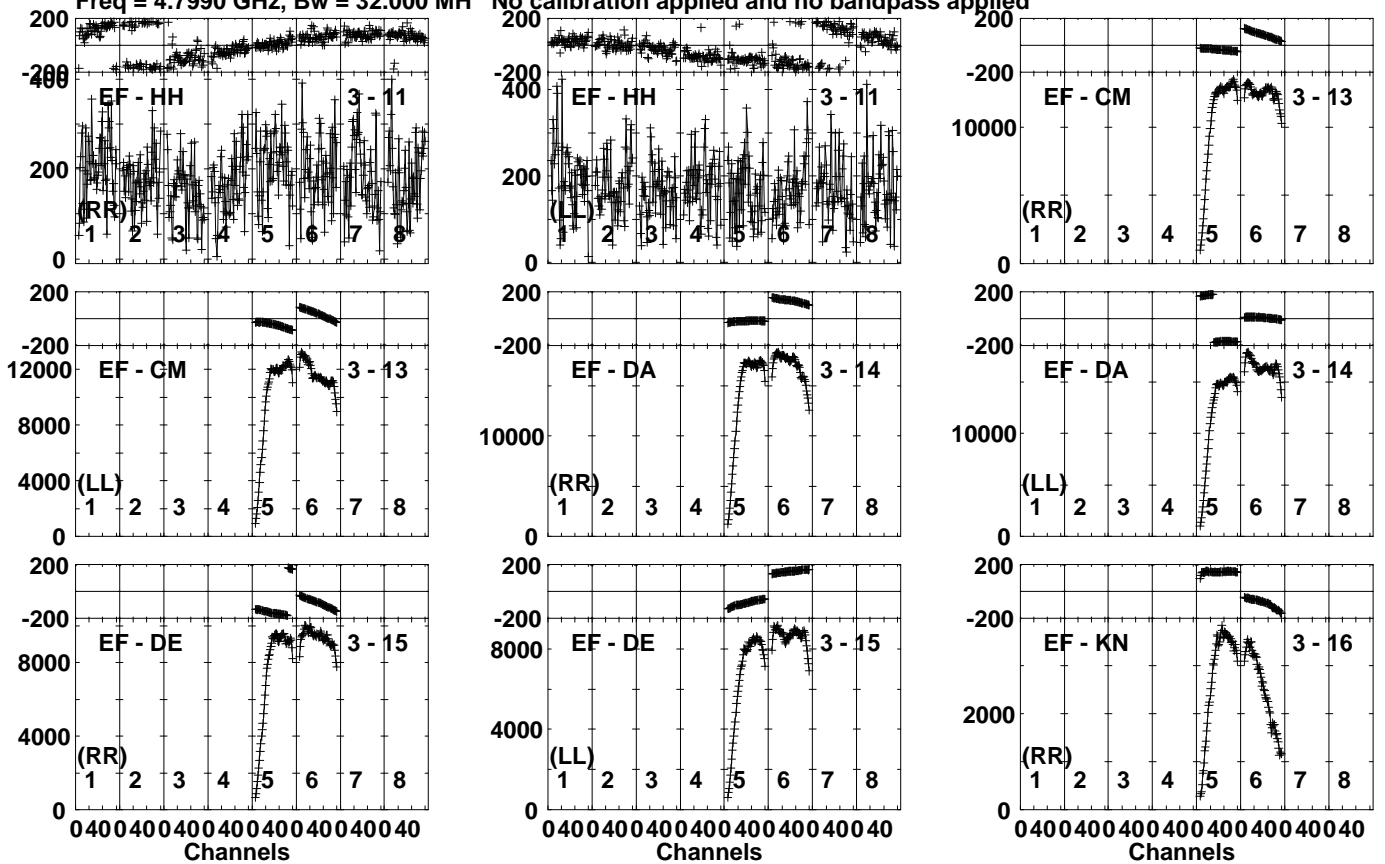 Freq = 4.7990 GHz, Bw = 32.000 MH No calibration applied and no bandpass applied
200
-200
400
200
0
EF - HH 3 - 11
(RR)
1 2 3 4 5 6 7 8
200
-200
400
200
0
EF - HH 3 - 11
(LL)
1 2 3 4 5 6 7 8
200
-200
10000
0
EF - CM 3 - 13
(RR)
1 2 3 4 5 6 7 8
200
-200
12000
8000
4000
0
EF - CM 3 - 13
(LL)
1 2 3 4 5 6 7 8
200
-200
10000
0
EF - DA 3 - 14
(RR)
1 2 3 4 5 6 7 8
200
-200
10000
0
EF - DA 3 - 14
(LL)
1 2 3 4 5 6 7 8
200
-200
8000
4000
0
EF - DE 3 - 15
(RR)
1 2 3 4 5 6 7 8
0 40 0 40 0 40 0 40 0 40 0 40 0 40 0 40
Channels
200
-200
8000
4000
0
EF - DE 3 - 15
(LL)
1 2 3 4 5 6 7 8
0 40 0 40 0 40 0 40 0 40 0 40 0 40 0 40
Channels
200
-200
2000
0
EF - KN 3 - 16
(RR)
1 2 3 4 5 6 7 8
0 40 0 40 0 40 0 40 0 40 0 40 0 40 0 40
Channels